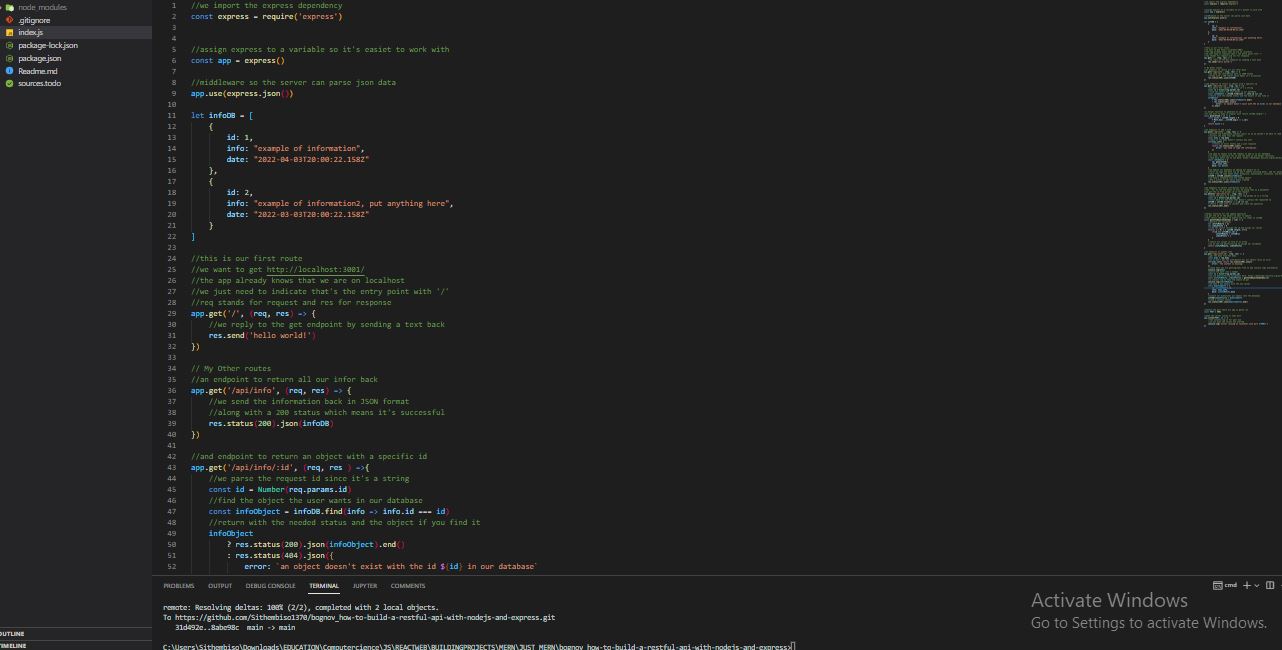 node_modules
.gitignore
index.js
package-lock.json
package.json
Readme.md
sources.todo
OUTLINE
TIMELINE
1 //we import the express dependency
2 const express = require('express')
3
4
5 //assign express to a variable so it's easiet to work with
6 const app = express()
7
8 //middleware so the server can parse json data
9 app.use(express.json())
10
11 let infoDB = [
12 {
13 id: 1,
14 info: "example of information",
15 date: "2022-04-03T20:00:22.158Z"
16 },
17 {
18 id: 2,
19 info: "example of information2, put anything here",
20 date: "2022-03-03T20:00:22.158Z"
21 }
22 ]
23
24 //this is our first route
25 //we want to get http://localhost:3001/
26 //the app already knows that we are on localhost
27 //we just need to indicate that's the entry point with '/'
28 //req stands for request and res for response
29 app.get('/', (req, res) => {
30 //we reply to the get endpoint by sending a text back
31 res.send('hello world!')
32 })
33
34 // My Other routes
35 //an endpoint to return all our infor back
36 app.get('/api/info', (req, res) => {
37 //we send the information back in JSON format
38 //along with a 200 status which means it's successful
39 res.status(200).json(infoDB)
40 })
41
42 //and endpoint to return an object with a specific id
43 app.get('/api/info/:id', (req, res ) =>{
44 //we parse the request id since it's a string
45 const id = Number(req.params.id)
46 //find the object the user wants in our database
47 const infoObject = infoDB.find(info => info.id === id)
48 //return with the needed status and the object if you find it
49 infoObject
50 ? res.status(200).json(infoObject).end()
51 : res.status(404).json({
52 error: `an object doesn't exist with the id ${id} in our database`
PROBLEMS OUTPUT DEBUG CONSOLE TERMINAL JUPYTER COMMENTS
cmd
remote: Resolving deltas: 100% (2/2), completed with 2 local objects.
To https://github.com/Sithembiso1370/bognov_how-to-build-a-restful-api-with-nodejs-and-express.git
31d492e..8abe98c main -> main
C:\Users\Sithembiso\Downloads\EDUCATION\Computercience\JS\REACTWEB\BUILDINGPROJECTS\MERN\JUST MERN\bognov_how-to-build-a-restful-api-with-nodejs-and-express>
Activate Windows
Go to Settings to activate Windows.